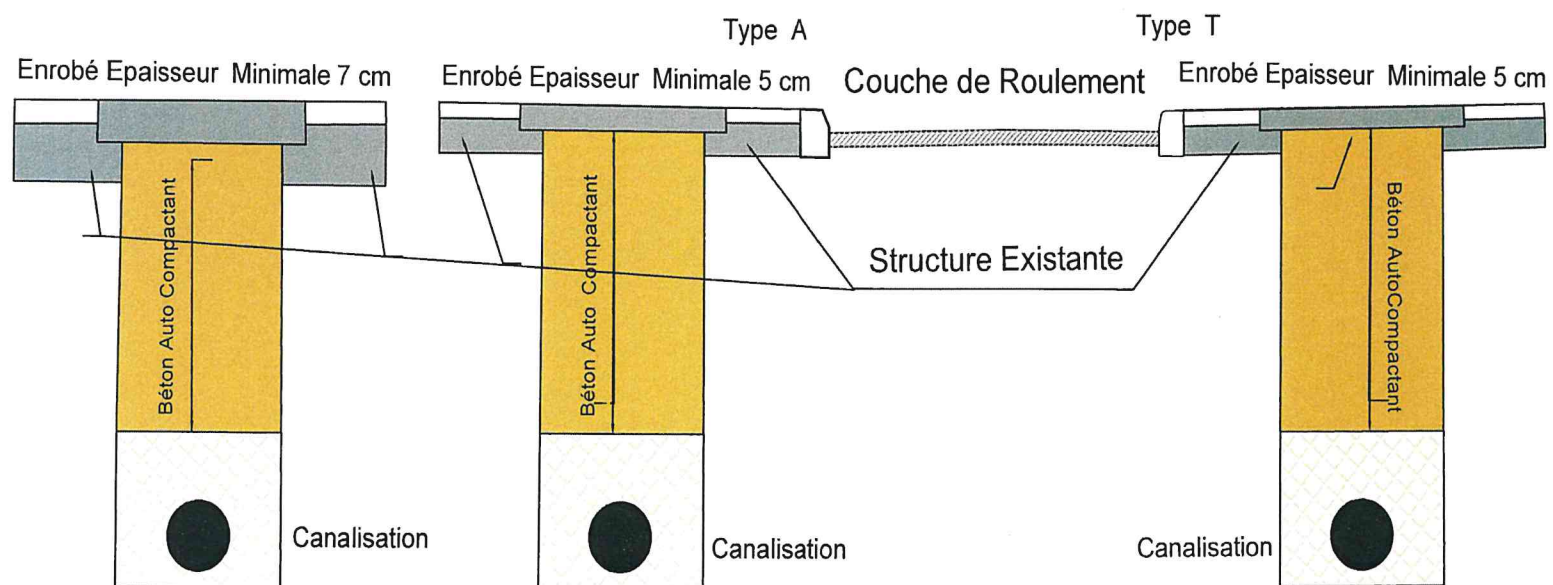 Type A
Type T
Enrobé Epaisseur Minimale 7 cm
Enrobé Epaisseur Minimale 5 cm
Couche de Roulement
Enrobé Epaisseur Minimale 5 cm
Béton Auto Compactant
Béton Auto Compactant
Béton AutoCompactant
Structure Existante
Canalisation
Canalisation
Canalisation